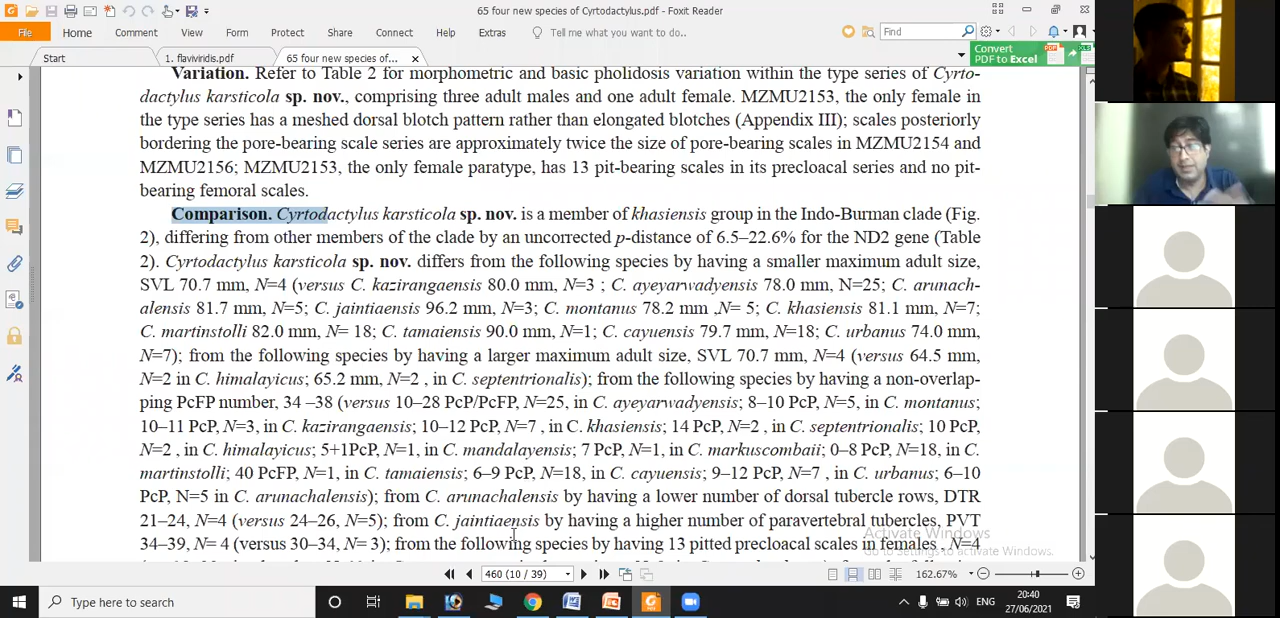 65 four new species of Cyrtodactylus.pdf - Foxit Reader
File Home Comment View Form Protect Share Connect Help Extras Tell me what you want to do.. Find
Start 1. flaviviridis.pdf 65 four new species of... Convert
PDF to Excel
Variation. Refer to Table 2 for morphometric and basic pholidosis variation within the type series of Cyrto-
dactylus karsticola sp. nov., comprising three adult males and one adult female. MZMU2153, the only female in
the type series has a meshed dorsal blotch pattern rather than elongated blotches (Appendix III); scales posteriorly
bordering the pore-bearing scale series are approximately twice the size of pore-bearing scales in MZMU2154 and
MZMU2156; MZMU2153, the only female paratype, has 13 pit-bearing scales in its precloacal series and no pit-
bearing femoral scales.
Comparison. Cyrtodactylus karsticola sp. nov. is a member of khasiensis group in the Indo-Burman clade (Fig.
2), differing from other members of the clade by an uncorrected p-distance of 6.5–22.6% for the ND2 gene (Table
2). Cyrtodactylus karsticola sp. nov. differs from the following species by having a smaller maximum adult size,
SVL 70.7 mm, N=4 (versus C. kazirangaensis 80.0 mm, N=3 ; C. ayeyarwadyensis 78.0 mm, N=25; C. arunach-
alensis 81.7 mm, N=5; C. jaintiaensis 96.2 mm, N=3; C. montanus 78.2 mm ,N= 5; C. khasiensis 81.1 mm, N=7;
C. martinstolli 82.0 mm, N= 18; C. tamaiensis 90.0 mm, N=1; C. cayuensis 79.7 mm, N=18; C. urbanus 74.0 mm,
N=7); from the following species by having a larger maximum adult size, SVL 70.7 mm, N=4 (versus 64.5 mm,
N=2 in C. himalayicus; 65.2 mm, N=2 , in C. septentrionalis); from the following species by having a non-overlap-
ping PcFP number, 34 –38 (versus 10–28 PcP/PcFP, N=25, in C. ayeyarwadyensis; 8–10 PcP, N=5, in C. montanus;
10–11 PcP, N=3, in C. kazirangaensis; 10–12 PcP, N=7 , in C. khasiensis; 14 PcP, N=2 , in C. septentrionalis; 10 PcP,
N=2 , in C. himalayicus; 5+1PcP, N=1, in C. mandalayensis; 7 PcP, N=1, in C. markuscombaii; 0–8 PcP, N=18, in C.
martinstolli; 40 PcFP, N=1, in C. tamaiensis; 6–9 PcP, N=18, in C. cayuensis; 9–12 PcP, N=7 , in C. urbanus; 6–10
PcP, N=5 in C. arunachalensis); from C. arunachalensis by having a lower number of dorsal tubercle rows, DTR
21–24, N=4 (versus 24–26, N=5); from C. jaintiaensis by having a higher number of paravertebral tubercles, PVT
34–39, N= 4 (versus 30–34, N= 3); from the following species by having 13 pitted precloacal scales in females , N=4
Activate Windows
Go to Settings to activate Windows.
460 (10 / 39) 162.67%
Type here to search ENG 20:40
27/06/2021